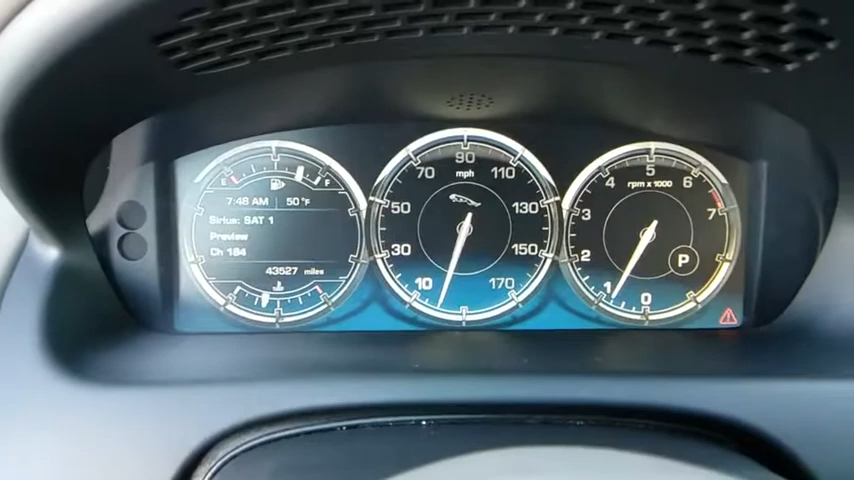 E F
7:48 AM 50°F
Sirius: SAT 1
Preview
Ch 184
43527 miles
90
mph
70 110
50 130
30 150
10 170
5
rpm x 1000
4 6
3 7
2
P
1 0